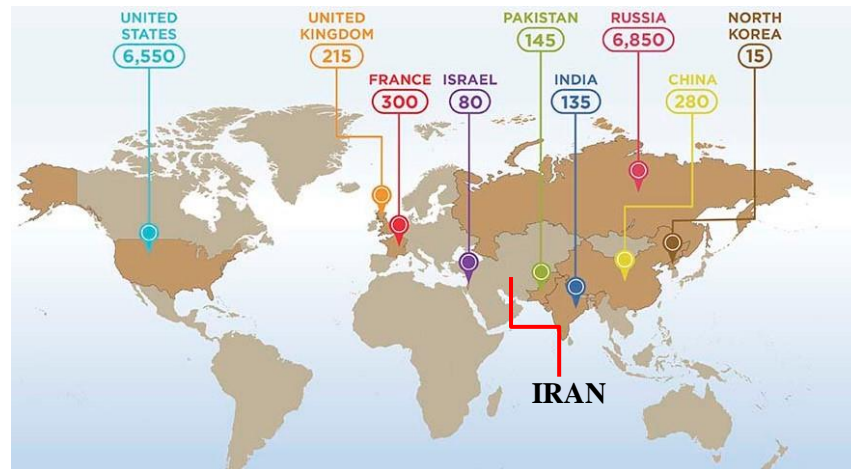 UNITED
STATES
6,550
UNITED
KINGDOM
215
FRANCE
300
ISRAEL
80
PAKISTAN
145
INDIA
135
RUSSIA
6,850
CHINA
280
NORTH
KOREA
15
IRAN